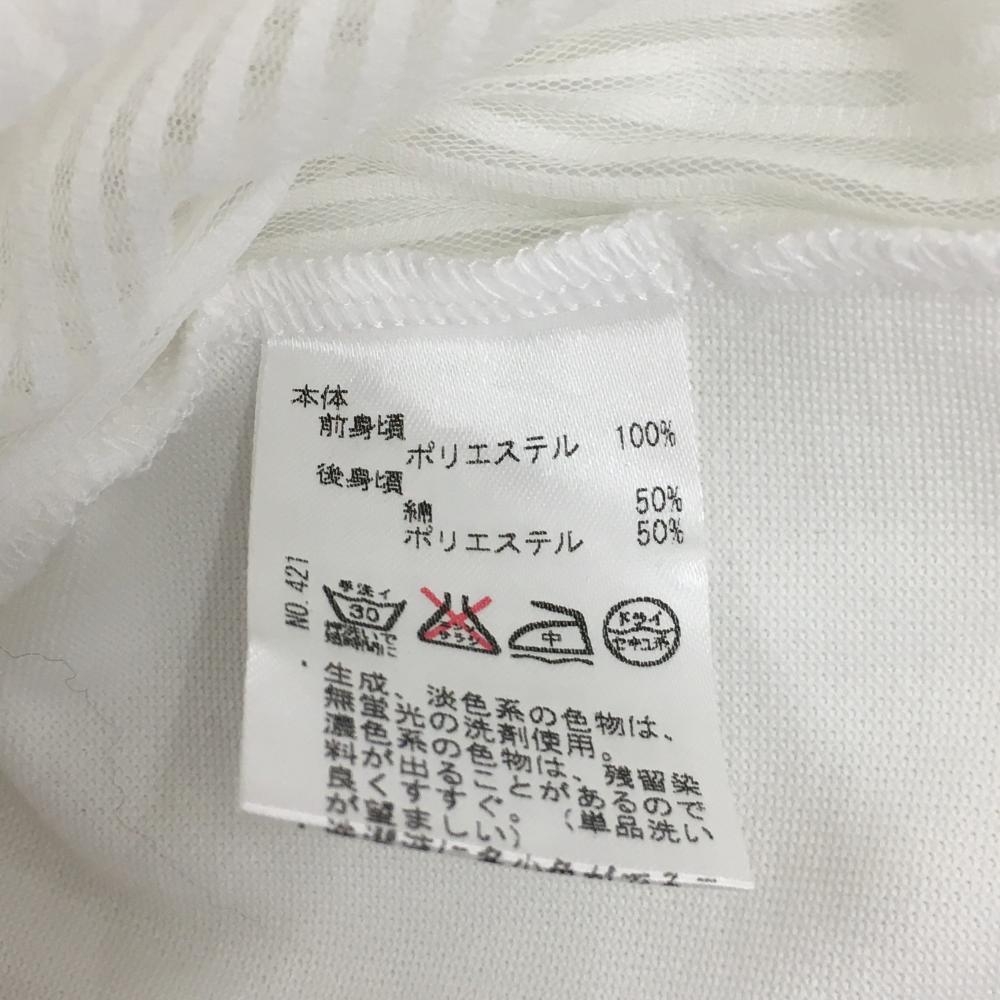 本体
前身頃
ポリエステル 100%
後身頃
綿 50%
ポリエステル 50%
NO.421
手洗イ
30
中
ドライ
セキユ系
・生成、淡色系の色物は、
無蛍光の洗剤使用。
濃色系の色物は、残留染
料が出ることがあるので
良くすすぐ。(単品洗い
が望ましい)